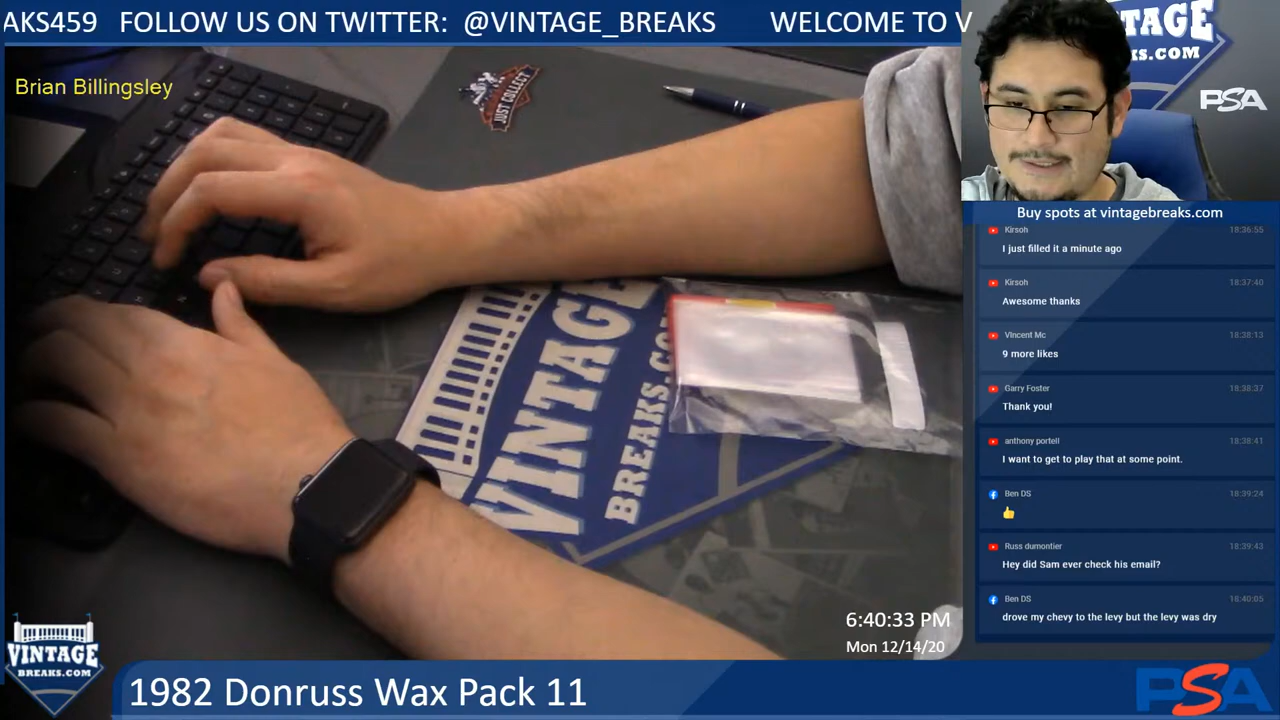 AKS459 FOLLOW US ON TWITTER: @VINTAGE_BREAKS WELCOME TO V
Brian Billingsley
JUST COLLECT
VINTAGE
BREAKS.CO
VINTAGE
KS.COM
PSA
Buy spots at vintagebreaks.com
Kirsoh 18:36:55
I just filled it a minute ago
Kirsoh 18:37:40
Awesome thanks
Vincent Mc 18:38:13
9 more likes
Garry Foster 18:38:37
Thank you!
anthony portell 18:38:41
I want to get to play that at some point.
Ben DS 18:39:24
👍
Russ dumontier 18:39:43
Hey did Sam ever check his email?
Ben DS 18:40:05
drove my chevy to the levy but the levy was dry
6:40:33 PM
Mon 12/14/20
VINTAGE
BREAKS.COM
1982 Donruss Wax Pack 11
PSA